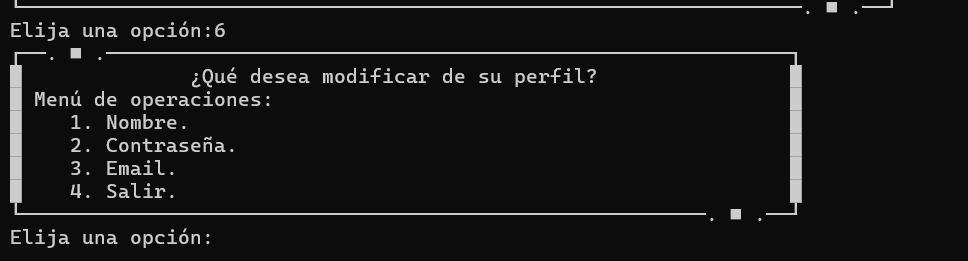 Elija una opción:6
¿Qué desea modificar de su perfil?
Menú de operaciones:
1. Nombre.
2. Contraseña.
3. Email.
4. Salir.
Elija una opción: